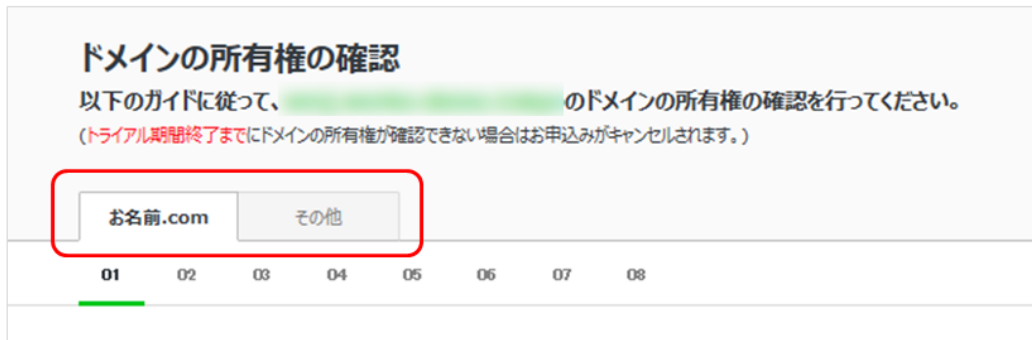 ドメインの所有権の確認
以下のガイドに従って、 のドメインの所有権の確認を行ってください。
(トライアル期間終了までにドメインの所有権が確認できない場合はお申込みがキャンセルされます。)
お名前.com その他
01 02 03 04 05 06 07 08